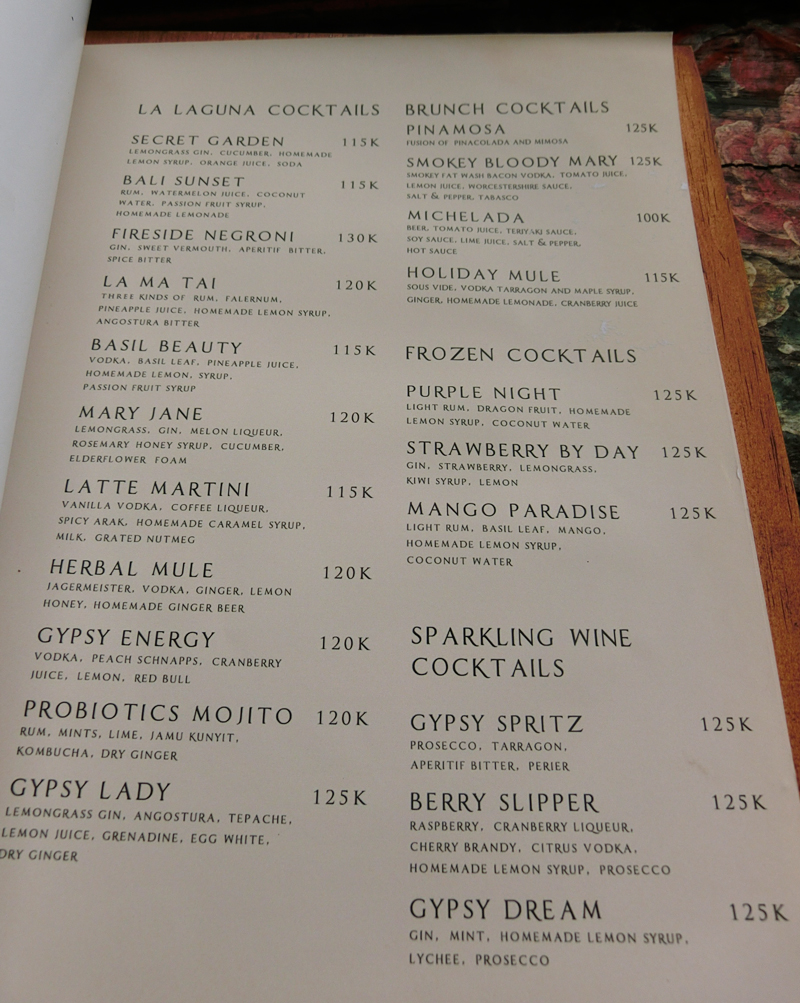 LA LAGUNA COCKTAILS
SECRET GARDEN 115K
LEMONGRASS GIN, CUCUMBER, HOMEMADE
LEMON SYRUP, ORANGE JUICE, SODA
BALI SUNSET 115K
RUM, WATERMELON JUICE, COCONUT
WATER, PASSION FRUIT SYRUP,
HOMEMADE LEMONADE
FIRESIDE NEGRONI 130K
GIN, SWEET VERMOUTH, APERITIF BITTER,
SPICE BITTER
LA MA TAI 120K
THREE KINDS OF RUM, FALERNUM,
PINEAPPLE JUICE, HOMEMADE LEMON SYRUP,
ANGOSTURA BITTER
BASIL BEAUTY 115K
VODKA, BASIL LEAF, PINEAPPLE JUICE,
HOMEMADE LEMON, SYRUP,
PASSION FRUIT SYRUP
MARY JANE 120K
LEMONGRASS, GIN, MELON LIQUEUR,
ROSEMARY HONEY SYRUP, CUCUMBER,
ELDERFLOWER FOAM
LATTE MARTINI 115K
VANILLA VODKA, COFFEE LIQUEUR,
SPICY ARAK, HOMEMADE CARAMEL SYRUP,
MILK, GRATED NUTMEG
HERBAL MULE 120K
JAGERMEISTER, VODKA, GINGER, LEMON
HONEY, HOMEMADE GINGER BEER
GYPSY ENERGY 120K
VODKA, PEACH SCHNAPPS, CRANBERRY
JUICE, LEMON, RED BULL
PROBIOTICS MOJITO 120K
RUM, MINTS, LIME, JAMU KUNYIT,
KOMBUCHA, DRY GINGER
GYPSY LADY 125K
LEMONGRASS GIN, ANGOSTURA, TEPACHE,
LEMON JUICE, GRENADINE, EGG WHITE,
DRY GINGER
BRUNCH COCKTAILS
PINAMOSA 125K
FUSION OF PINACOLADA AND MIMOSA
SMOKEY BLOODY MARY 125K
SMOKEY FAT WASH BACON VODKA, TOMATO JUICE,
LEMON JUICE, WORCESTERSHIRE SAUCE,
SALT & PEPPER, TABASCO
MICHELADA 100K
BEER, TOMATO JUICE, TERIYAKI SAUCE,
SOY SAUCE, LIME JUICE, SALT & PEPPER,
HOT SAUCE
HOLIDAY MULE 115K
SOUS VIDE, VODKA TARRAGON AND MAPLE SYRUP,
GINGER, HOMEMADE LEMONADE, CRANBERRY JUICE
FROZEN COCKTAILS
PURPLE NIGHT 125K
LIGHT RUM, DRAGON FRUIT, HOMEMADE
LEMON SYRUP, COCONUT WATER
STRAWBERRY BY DAY 125K
GIN, STRAWBERRY, LEMONGRASS,
KIWI SYRUP, LEMON
MANGO PARADISE 125K
LIGHT RUM, BASIL LEAF, MANGO,
HOMEMADE LEMON SYRUP,
COCONUT WATER
SPARKLING WINE
COCKTAILS
GYPSY SPRITZ 125K
PROSECCO, TARRAGON,
APERITIF BITTER, PERIER
BERRY SLIPPER 125K
RASPBERRY, CRANBERRY LIQUEUR,
CHERRY BRANDY, CITRUS VODKA,
HOMEMADE LEMON SYRUP, PROSECCO
GYPSY DREAM 125K
GIN, MINT, HOMEMADE LEMON SYRUP,
LYCHEE, PROSECCO